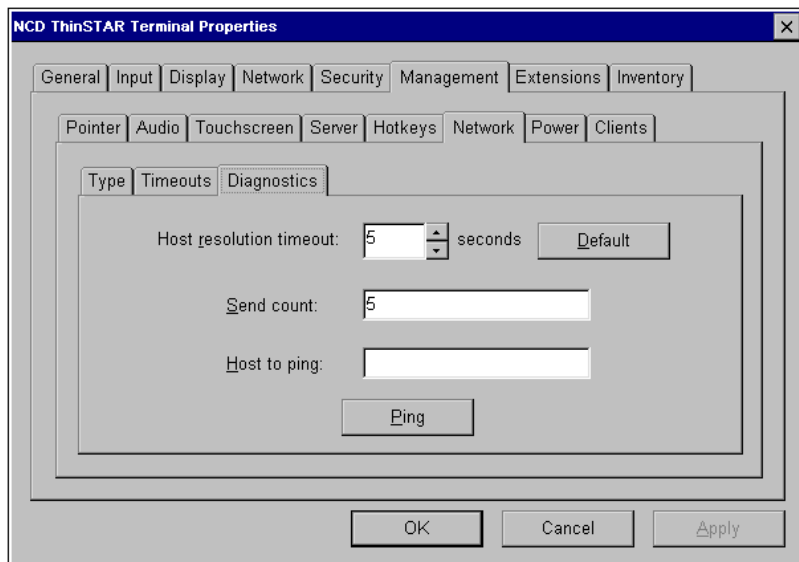 NCD ThinSTAR Terminal Properties
General Input Display Network Security Management Extensions Inventory
Pointer Audio Touchscreen Server Hotkeys Network Power Clients
Type Timeouts Diagnostics
Host resolution timeout: 5 seconds Default
Send count: 5
Host to ping:
Ping
OK Cancel Apply